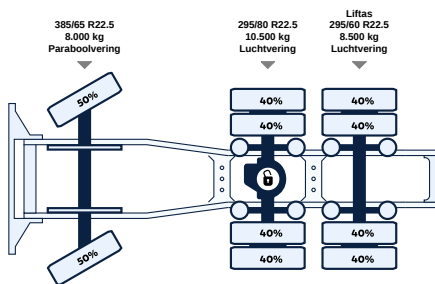 385/65 R22.5
8.000 kg
Paraboolvering
295/80 R22.5
10.500 kg
Luchtvering
Liftas
295/60 R22.5
8.500 kg
Luchtvering
50%
40%
40%
40%
40%
50%
40%
40%
40%
40%